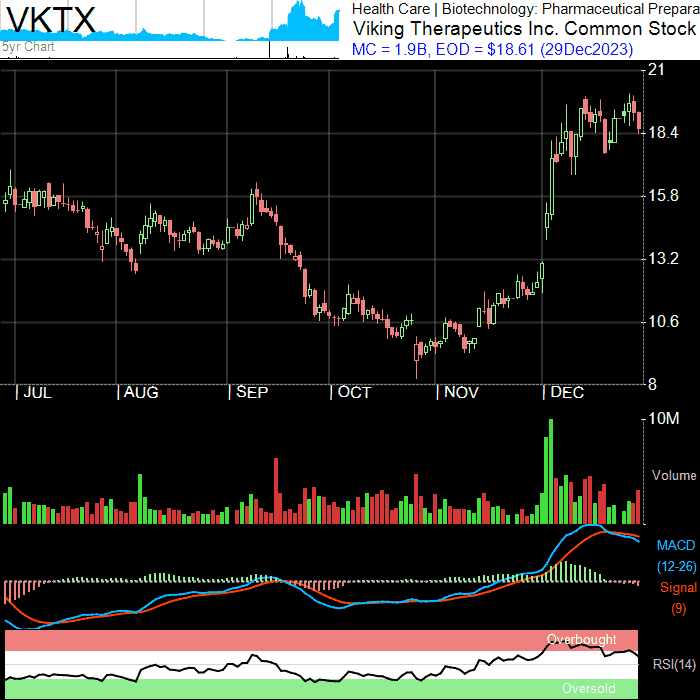 VKTX
5yr Chart
Health Care | Biotechnology: Pharmaceutical Prepara
Viking Therapeutics Inc. Common Stock
MC = 1.9B, EOD = $18.61 (29Dec2023)
21
18.4
15.8
13.2
10.6
8
JUL AUG SEP OCT NOV DEC
10M
Volume
MACD
(12-26)
Signal
(9)
Overbought
RSI(14)
Oversold